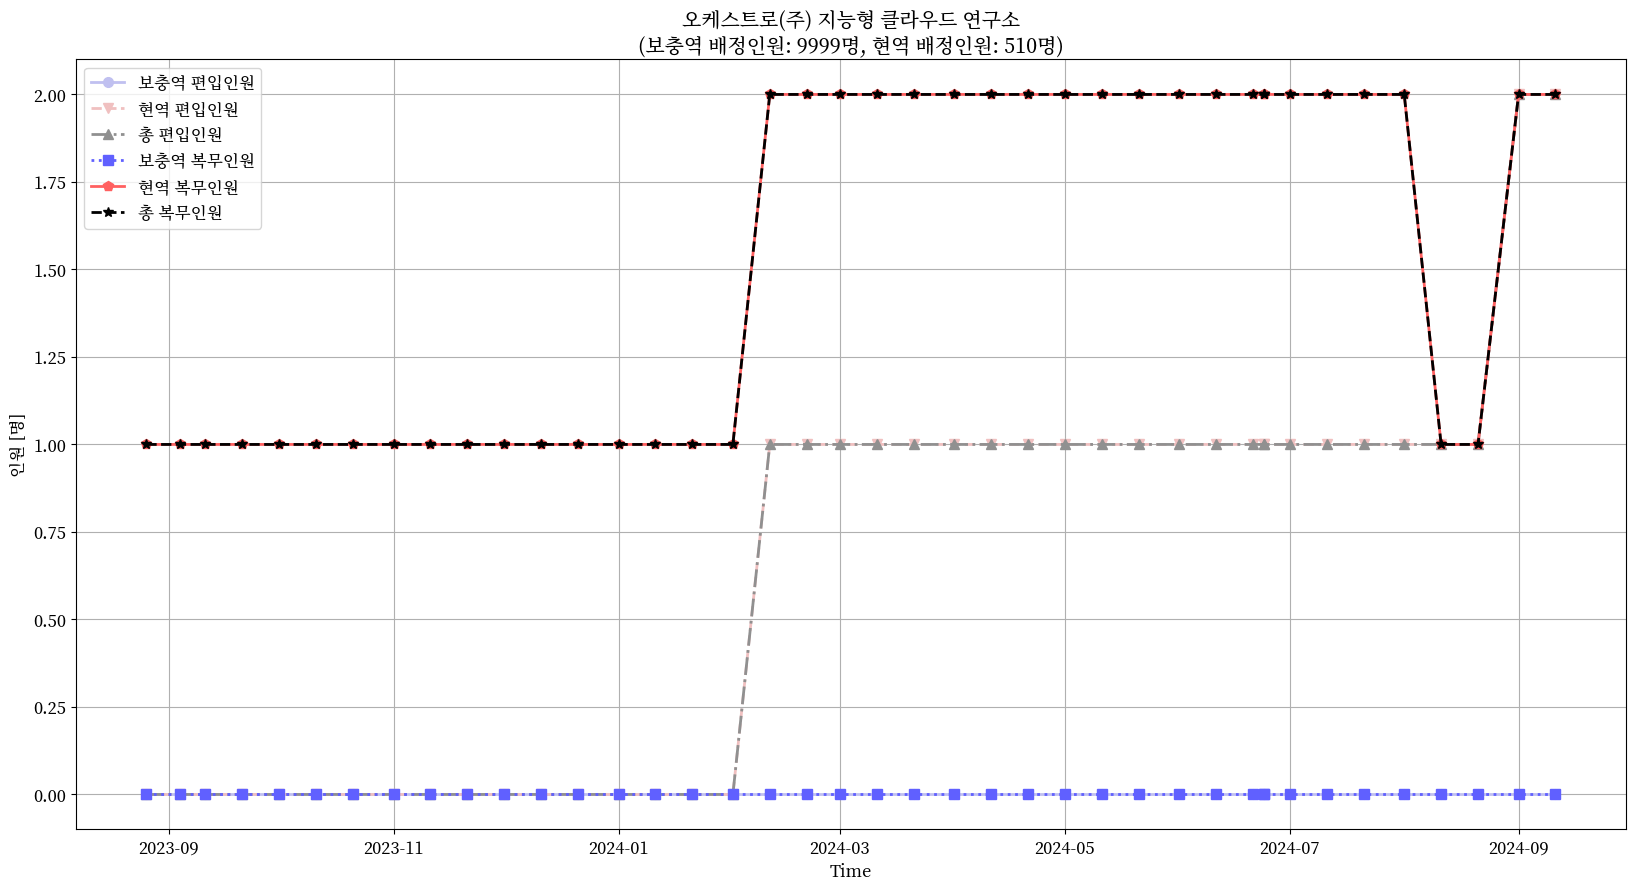 오케스트로(주) 지능형 클라우드 연구소
(보충역 배정인원: 9999명, 현역 배정인원: 510명)
보충역 편입인원
현역 편입인원
총 편입인원
보충역 복무인원
현역 복무인원
총 복무인원
인원 [명]
2.00
1.75
1.50
1.25
1.00
0.75
0.50
0.25
0.00
2023-09
2023-11
2024-01
2024-03
2024-05
2024-07
2024-09
Time